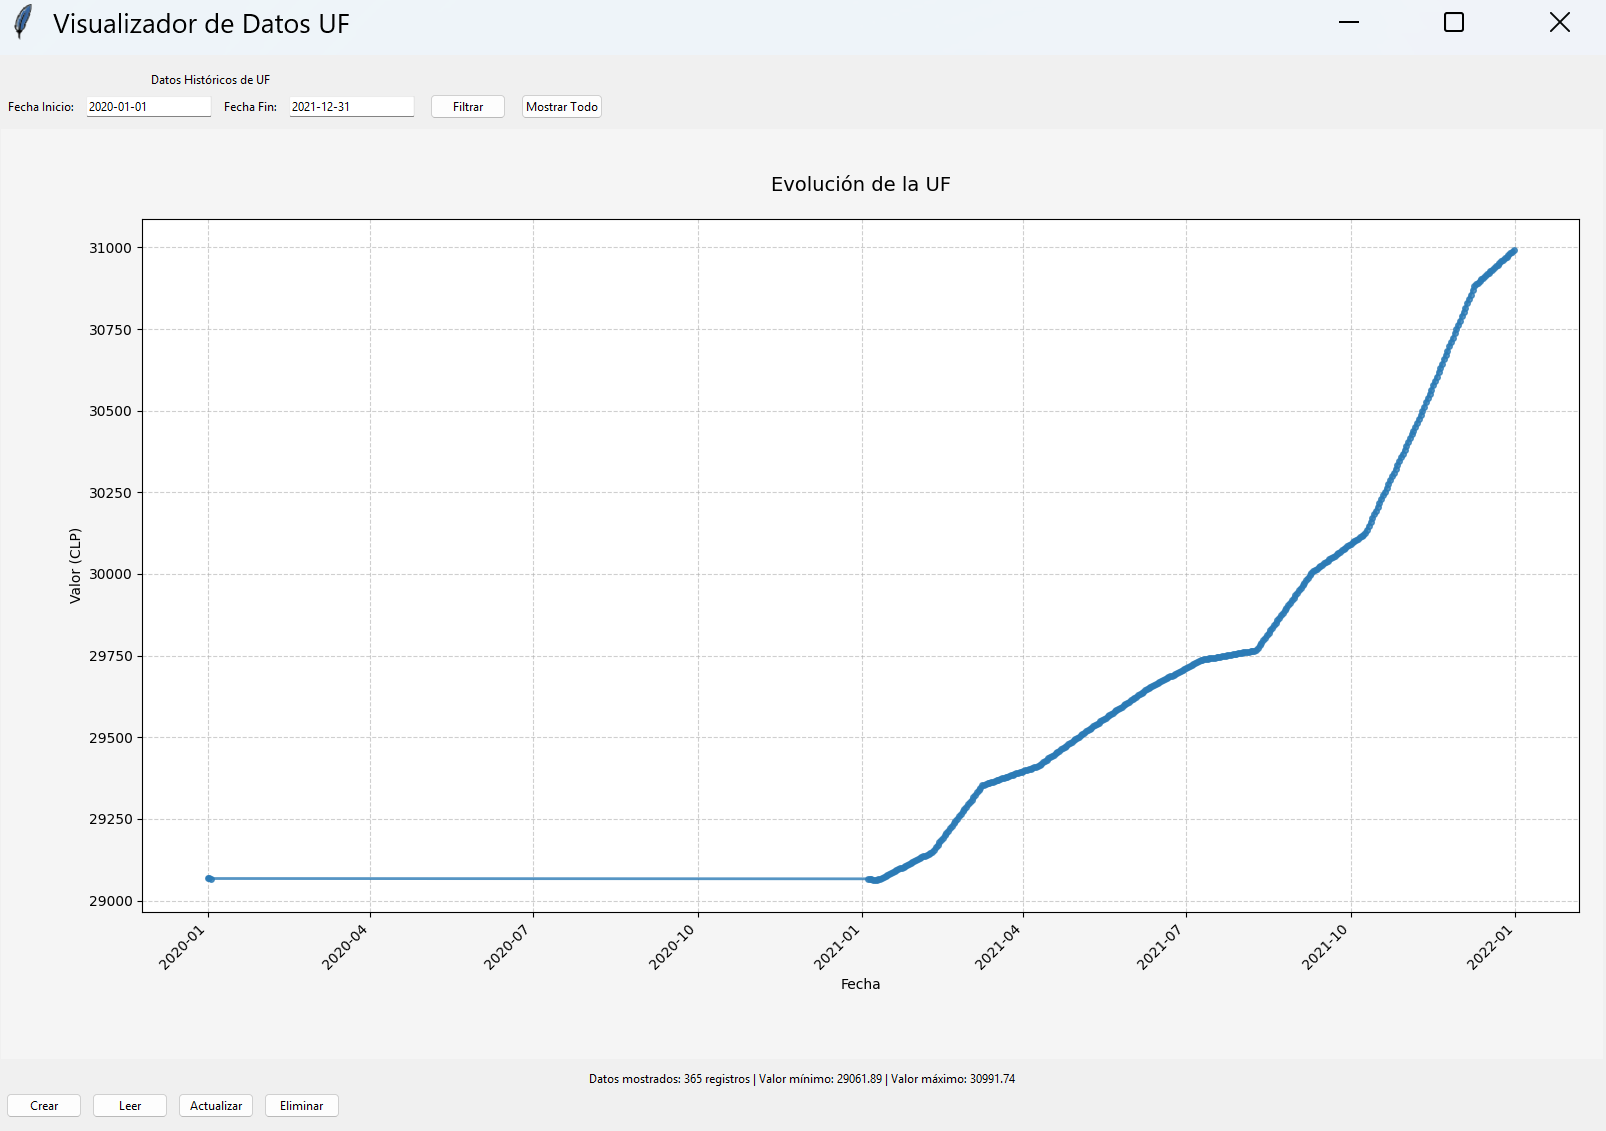 Visualizador de Datos UF
Datos Históricos de UF
Fecha Inicio: 2020-01-01 Fecha Fin: 2021-12-31 Filtrar Mostrar Todo
Evolución de la UF
31000
30750
30500
30250
30000
29750
29500
29250
29000
Valor (CLP)
2020-01 2020-04 2020-07 2020-10 2021-01 2021-04 2021-07 2021-10 2022-01
Fecha
Datos mostrados: 365 registros | Valor mínimo: 29061.89 | Valor máximo: 30991.74
Crear Leer Actualizar Eliminar